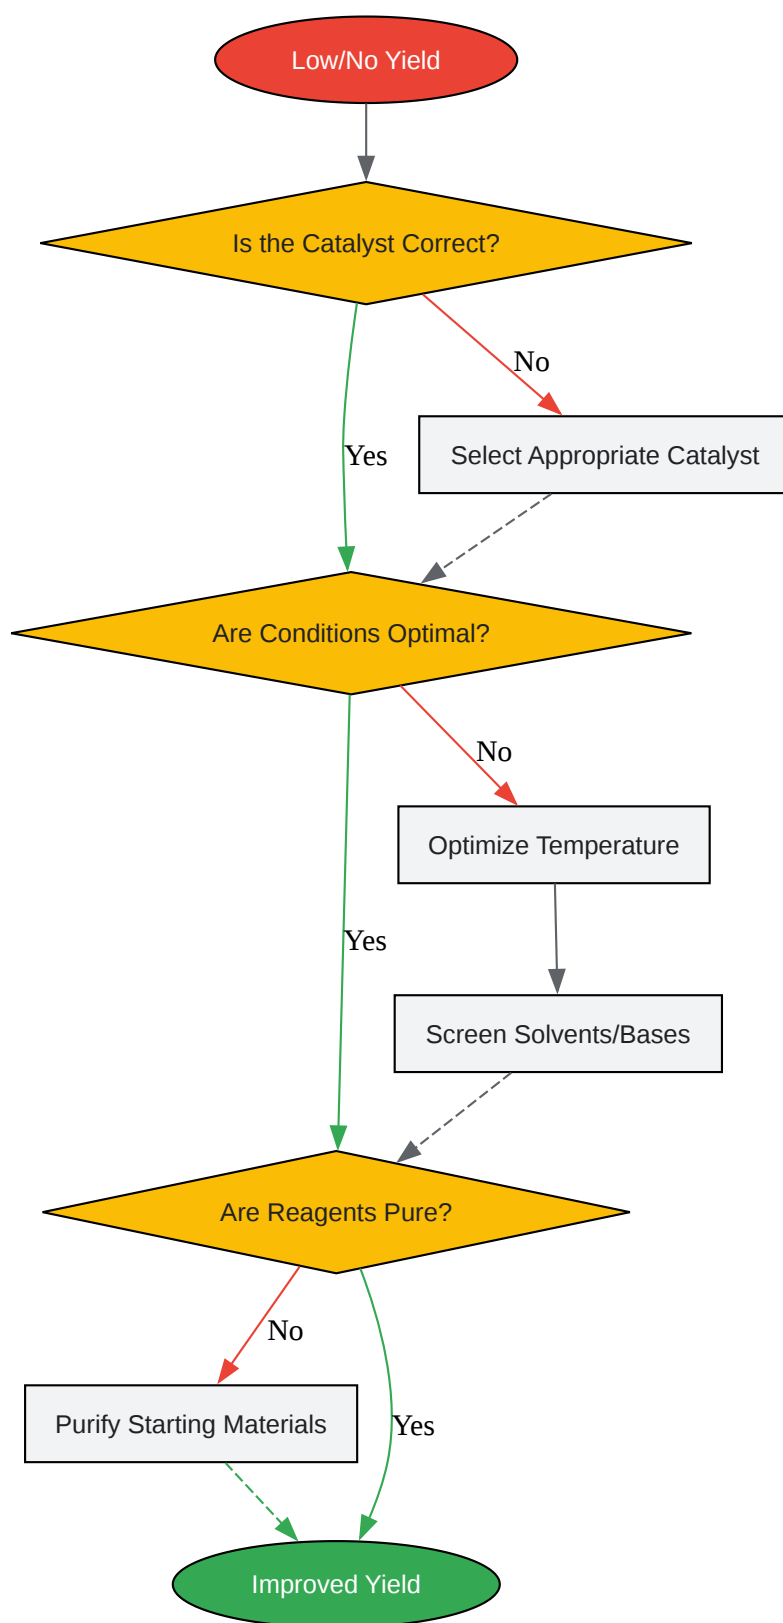 Low/No Yield
Is the Catalyst Correct?
No
Select Appropriate Catalyst
Yes
Are Conditions Optimal?
No
Optimize Temperature
Yes
Screen Solvents/Bases
Are Reagents Pure?
No
Purify Starting Materials
Yes
Improved Yield